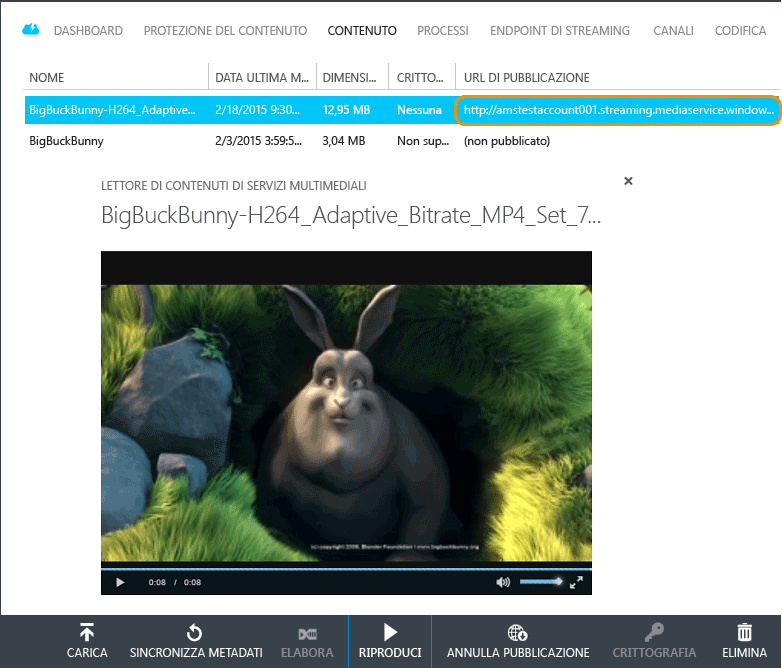 DASHBOARD PROTEZIONE DEL CONTENUTO CONTENUTO PROCESSI ENDPOINT DI STREAMING CANALI CODIFICA
NOME DATA ULTIMA M... DIMENSI... CRITTO... URL DI PUBBLICAZIONE
BigBuckBunny-H264_Adaptive... 2/18/2015 9:30... 12,95 MB Nessuna http://amstestaccount001.streaming.mediaservice.window...
BigBuckBunny 2/3/2015 3:59:5... 3,04 MB Non sup... (non pubblicato)
LETTORE DI CONTENUTI DI SERVIZI MULTIMEDIALI
BigBuckBunny-H264_Adaptive_Bitrate_MP4_Set_7...
(c) copyright 2008, Blender Foundation | www.bigbuckbunny.org
0:08 / 0:08
CARICA SINCRONIZZA METADATI ELABORA RIPRODUCI ANNULLA PUBBLICAZIONE CRITTOGRAFIA ELIMINA